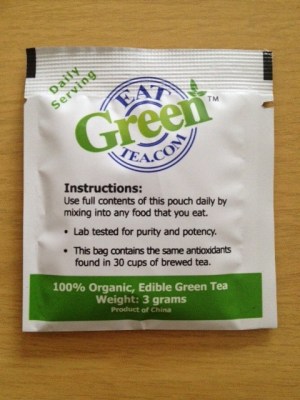 Daily
Serving
EAT
Green™
TEA.COM
Instructions:
Use full contents of this pouch daily by
mixing into any food that you eat.
• Lab tested for purity and potency.
• This bag contains the same antioxidants
found in 30 cups of brewed tea.
100% Organic, Edible Green Tea
Weight: 3 grams
Product of China